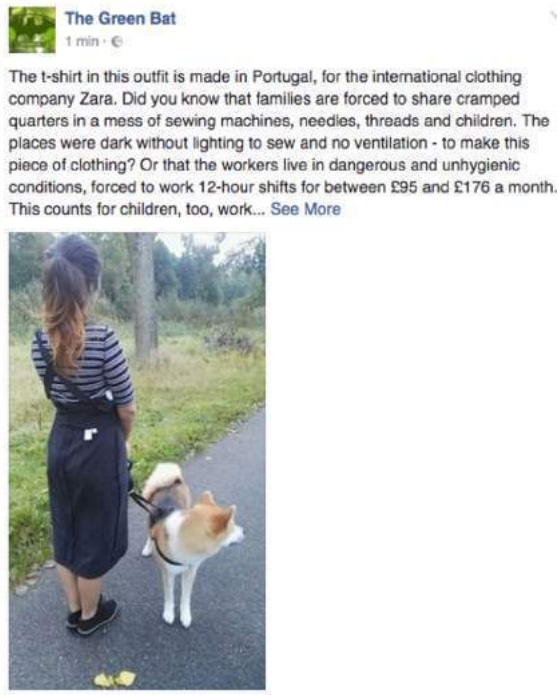 The Green Bat
1 min ·
The t-shirt in this outfit is made in Portugal, for the international clothing
company Zara. Did you know that families are forced to share cramped
quarters in a mess of sewing machines, needles, threads and children. The
places were dark without lighting to sew and no ventilation - to make this
piece of clothing? Or that the workers live in dangerous and unhygienic
conditions, forced to work 12-hour shifts for between £95 and £176 a month.
This counts for children, too, work... See More